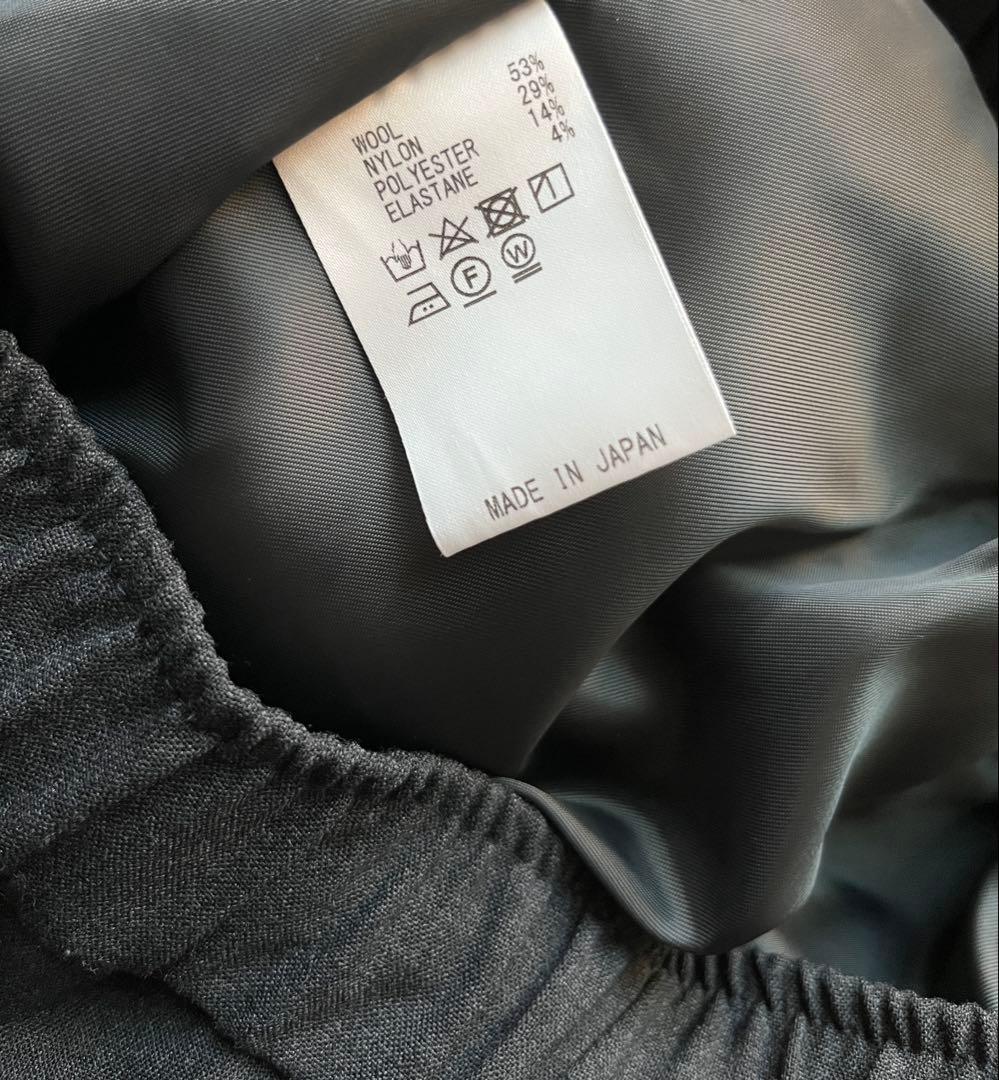 WOOL 53%
NYLON 29%
POLYESTER 14%
ELASTANE 4%
F W
MADE IN JAPAN